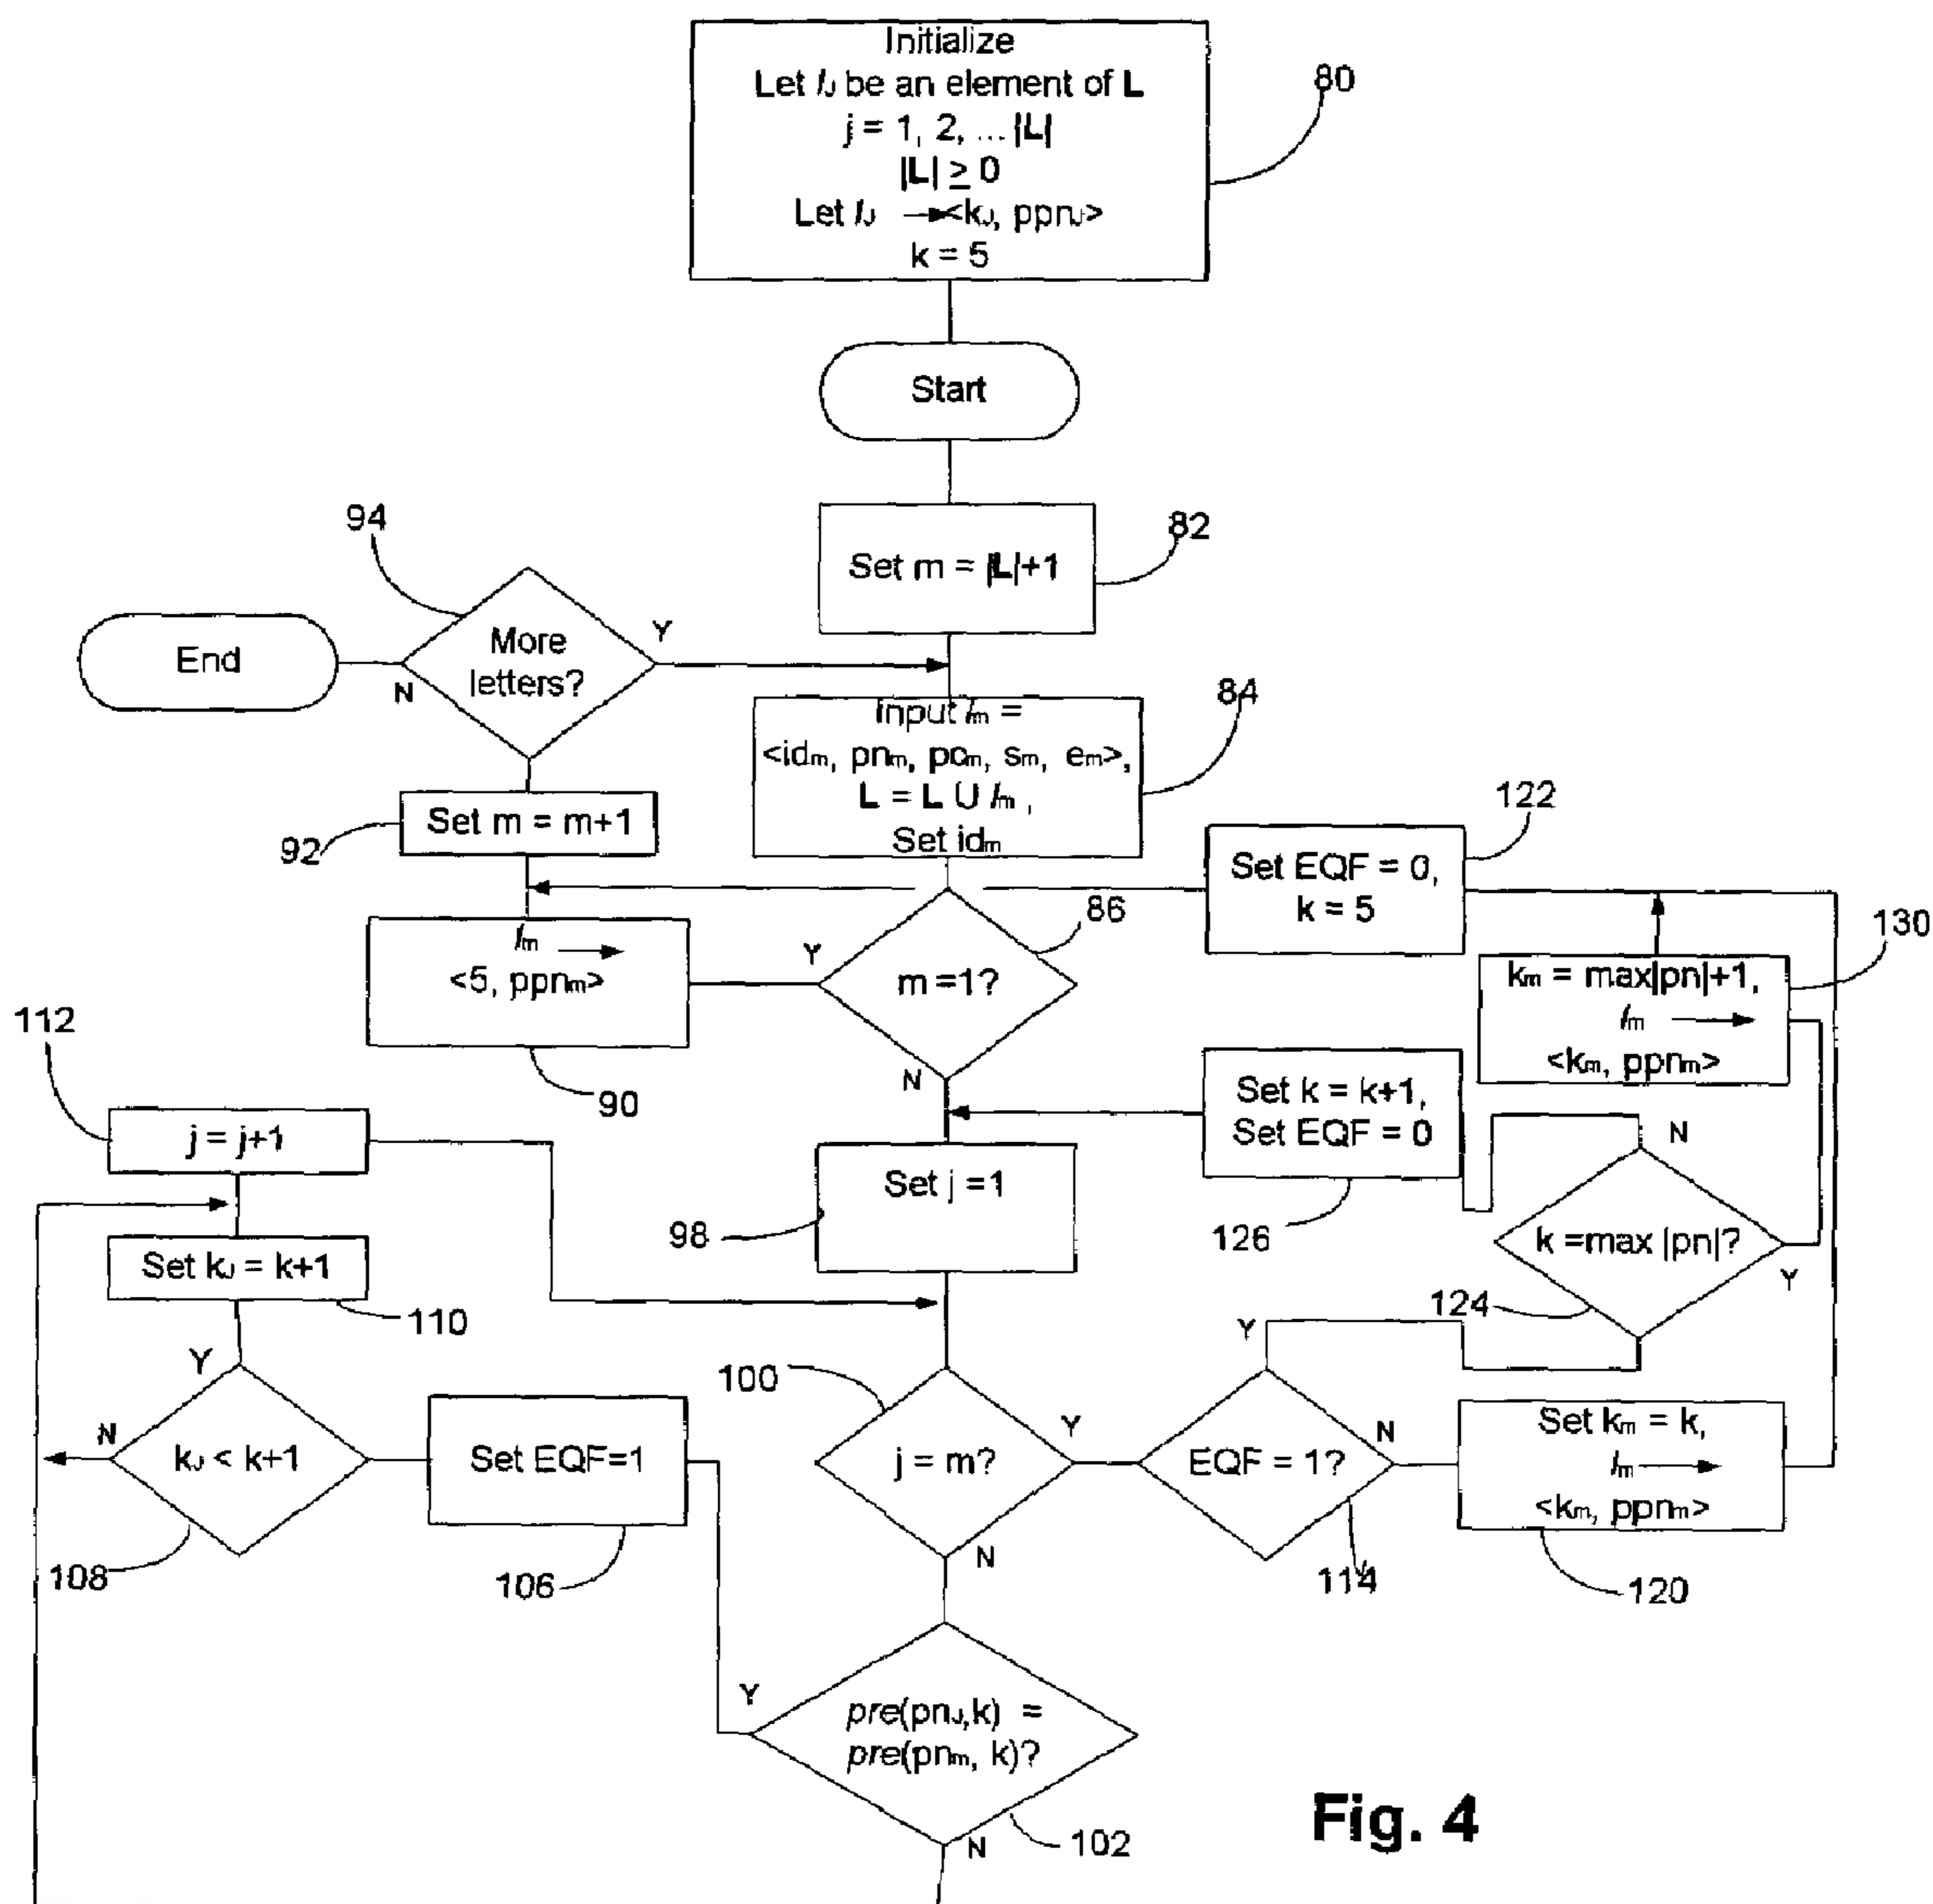 Initialize
Let lJ be an element of L
j = 1, 2, ... |L|
|L| ≥ 0
Let lJ → <kJ, ppnJ>
k = 5
80
Start
94
82
Set m = |L|+1
End
More
letters?
Y
N
84
Input lm =
<idm, pnm, pcm, sm, em>,
L = L U lm ,
Set idm
Set m = m+1
92
122
Set EQF = 0,
k = 5
86
130
lm →
<5, ppnm>
Y
m =1?
N
km = max|pn|+1,
lm →
<km, ppnm>
112
90
Set k = k+1,
Set EQF = 0
j = j+1
N
Set j =1
98
126
k =max |pn|?
Set kJ = k+1
Y
110
124
Y
Y
100
N
kJ < k+1
Set EQF=1
j = m?
Y
EQF = 1?
N
Set km = k,
lm →
<km, ppnm>
108
106
N
114
120
Y
pre(pnJ,k) =
pre(pnm, k)?
Fig. 4
102
N